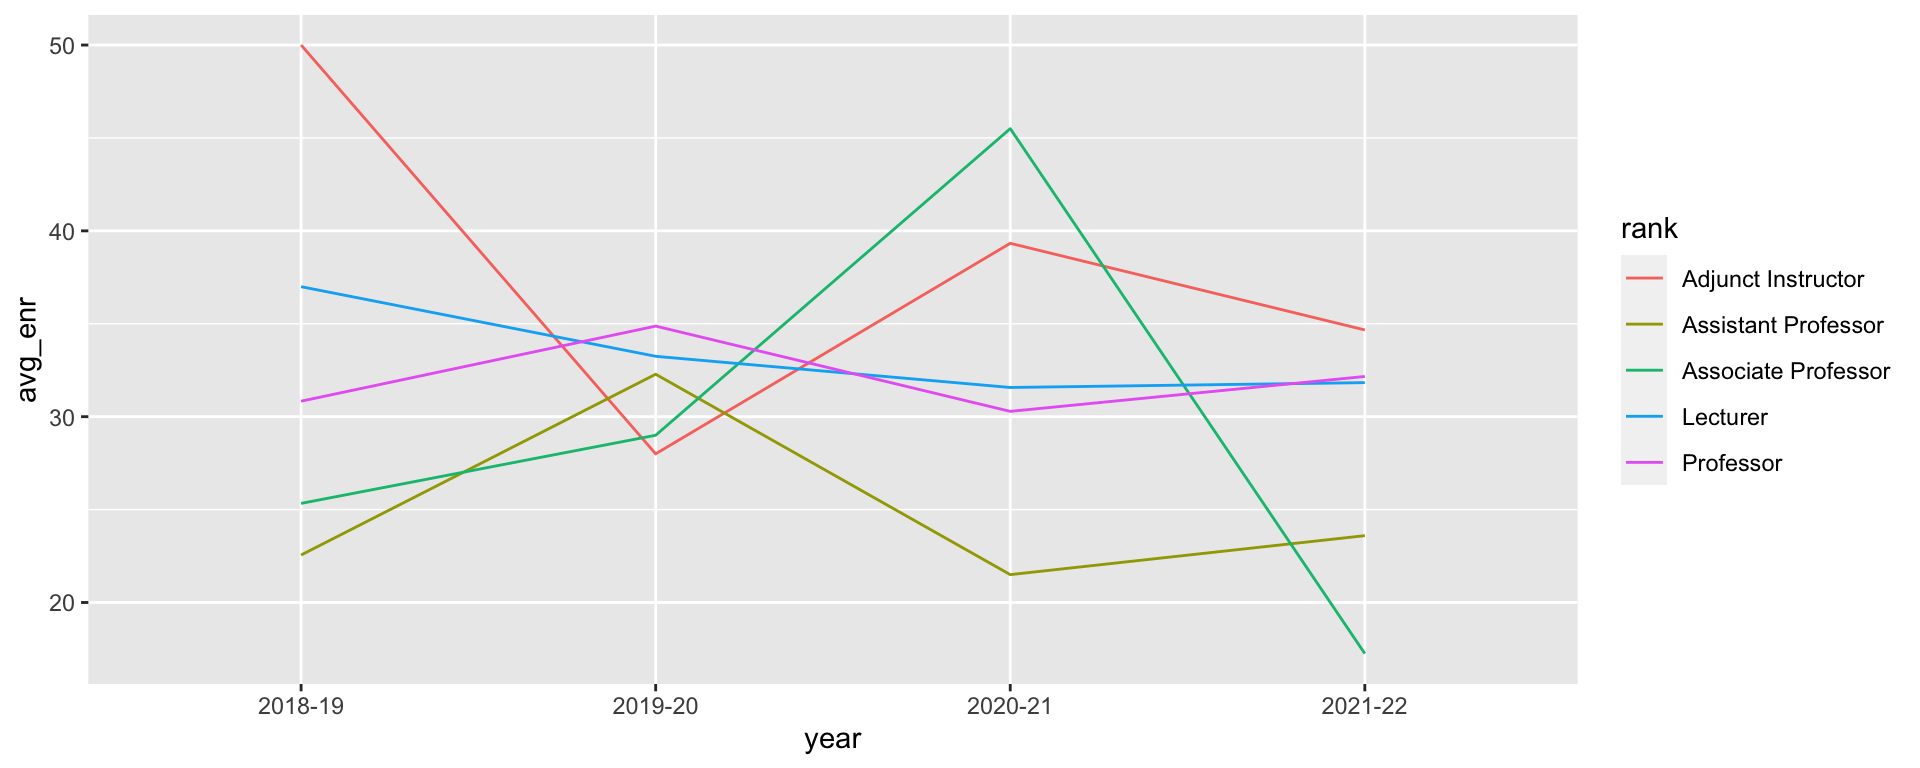 50
40
30
20
avg_enr
2018-19
2019-20
2020-21
2021-22
year
rank
Adjunct Instructor
Assistant Professor
Associate Professor
Lecturer
Professor